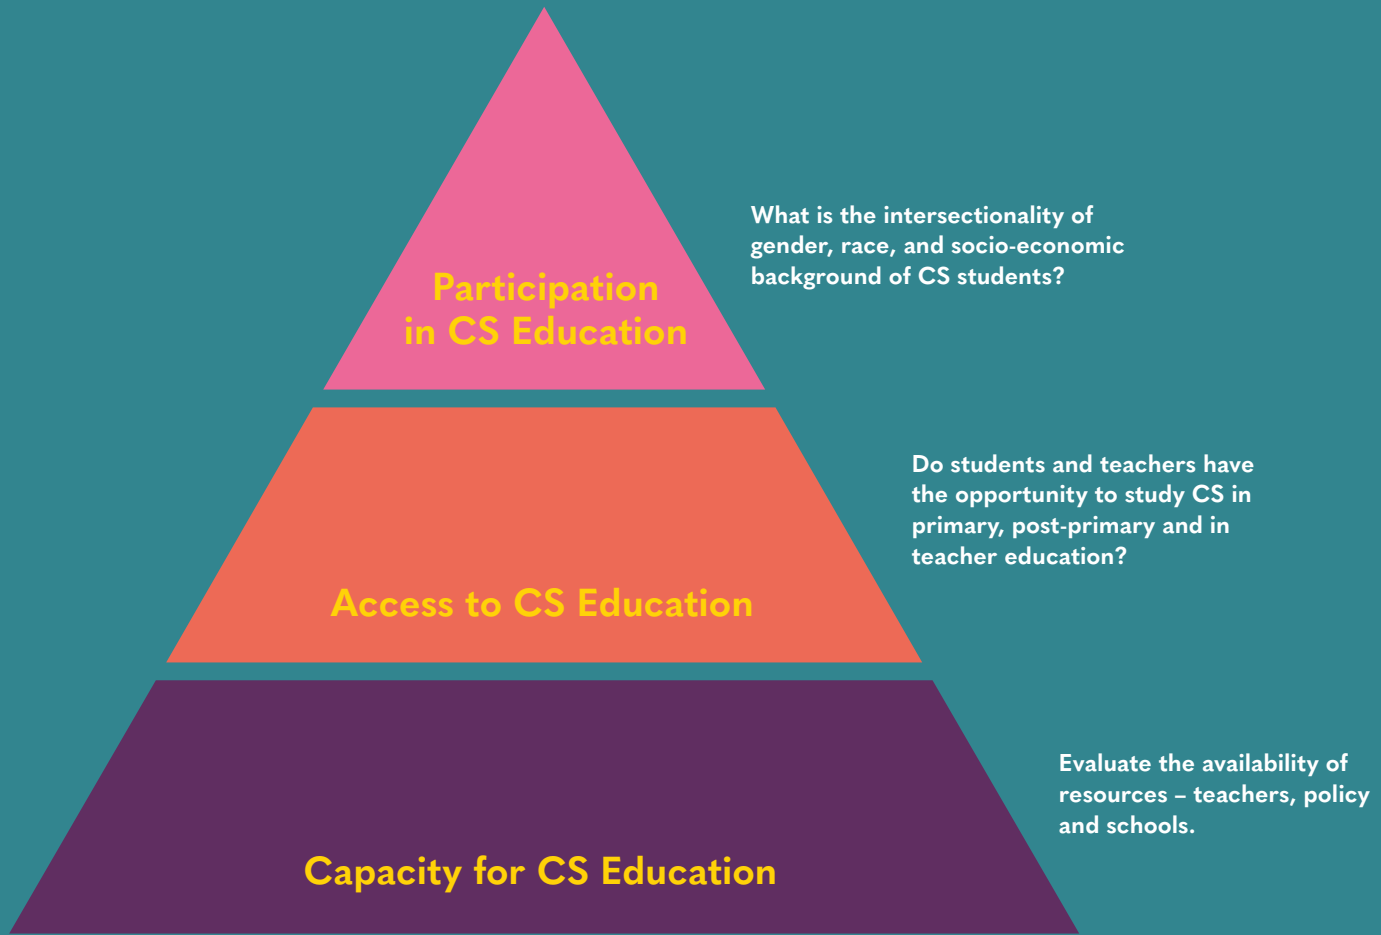 Participation
in CS Education
What is the intersectionality of
gender, race, and socio-economic
background of CS students?
Access to CS Education
Do students and teachers have
the opportunity to study CS in
primary, post-primary and in
teacher education?
Capacity for CS Education
Evaluate the availability of
resources – teachers, policy
and schools.